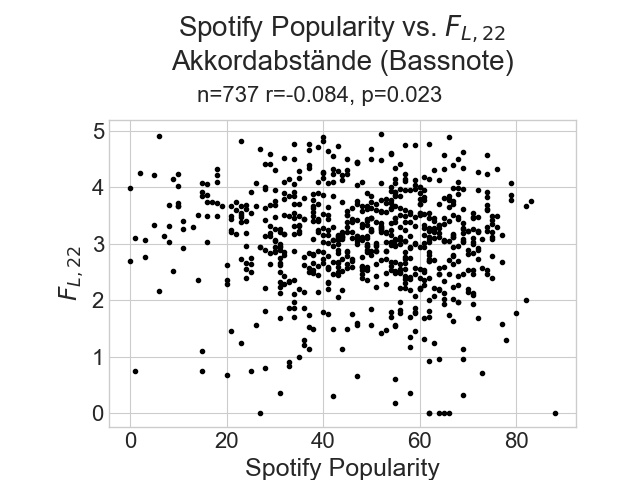 Spotify Popularity vs. F_{L, 22}
Akkordabstände (Bassnote)
n=737 r=-0.084, p=0.023
5
4
3
2
1
0
F_{L, 22}
0 20 40 60 80
Spotify Popularity